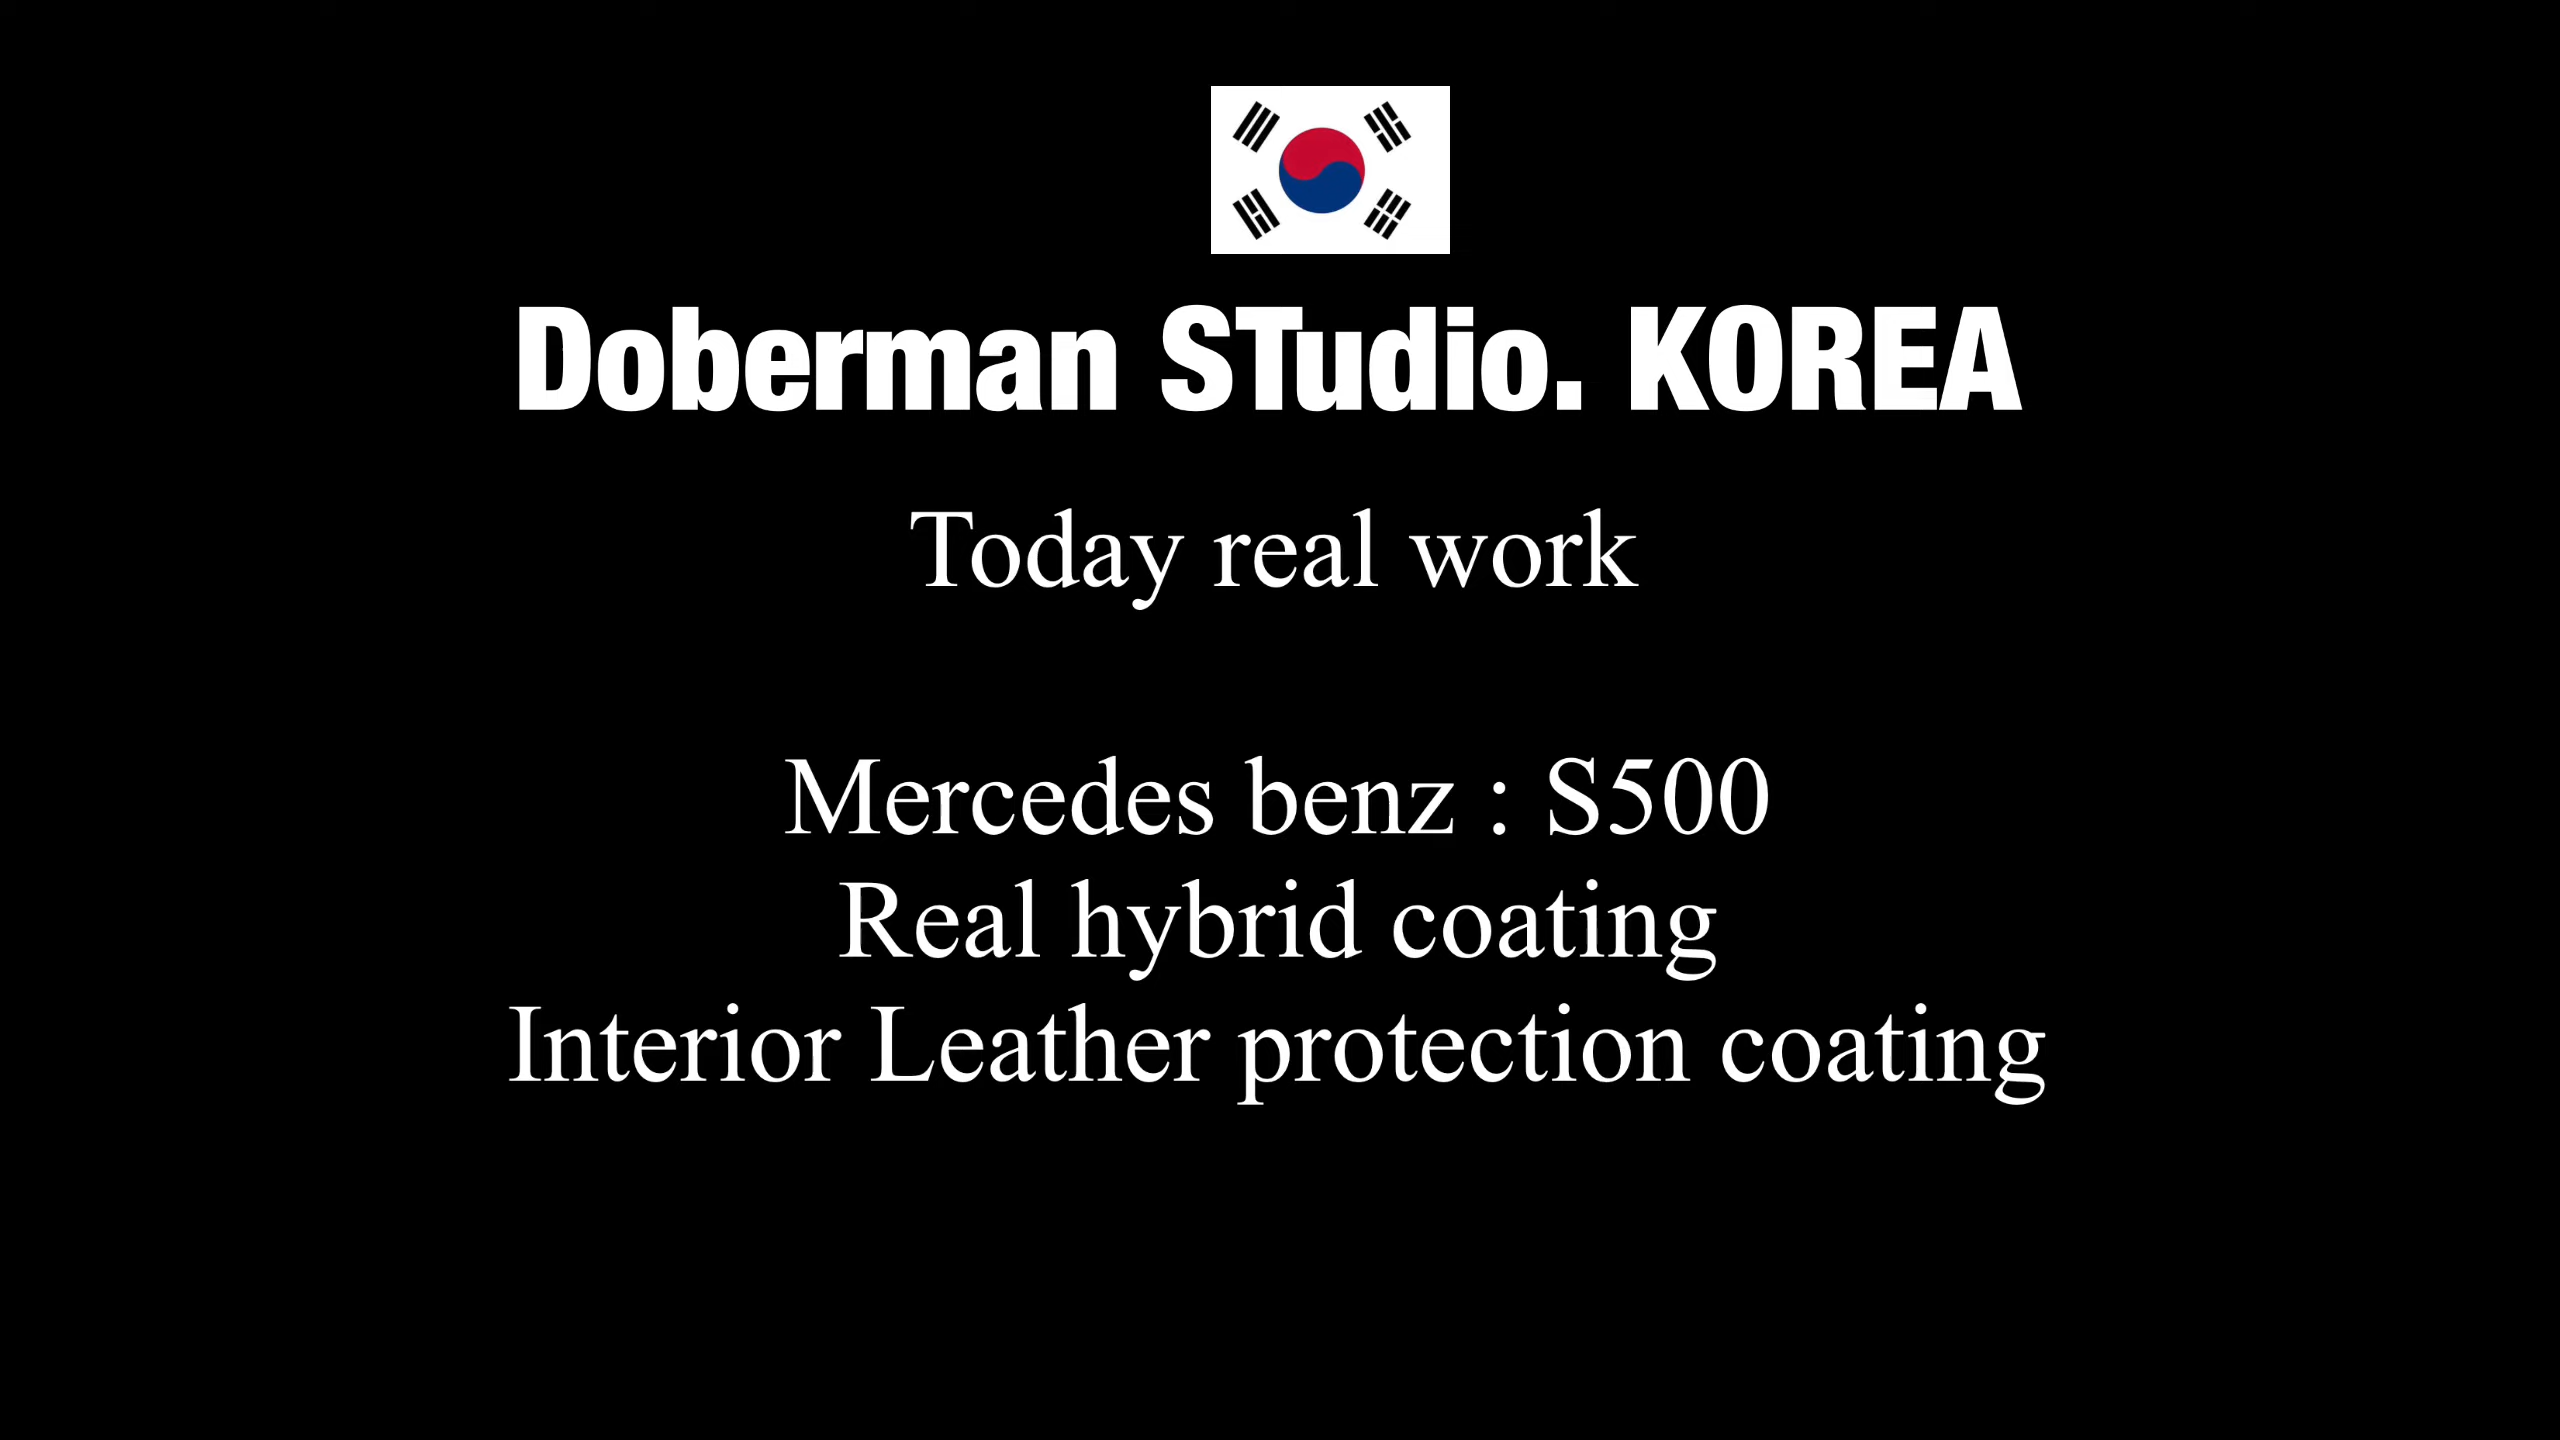 Doberman STudio. KOREA
Today real work
Mercedes benz : S500
Real hybrid coating
Interior Leather protection coating